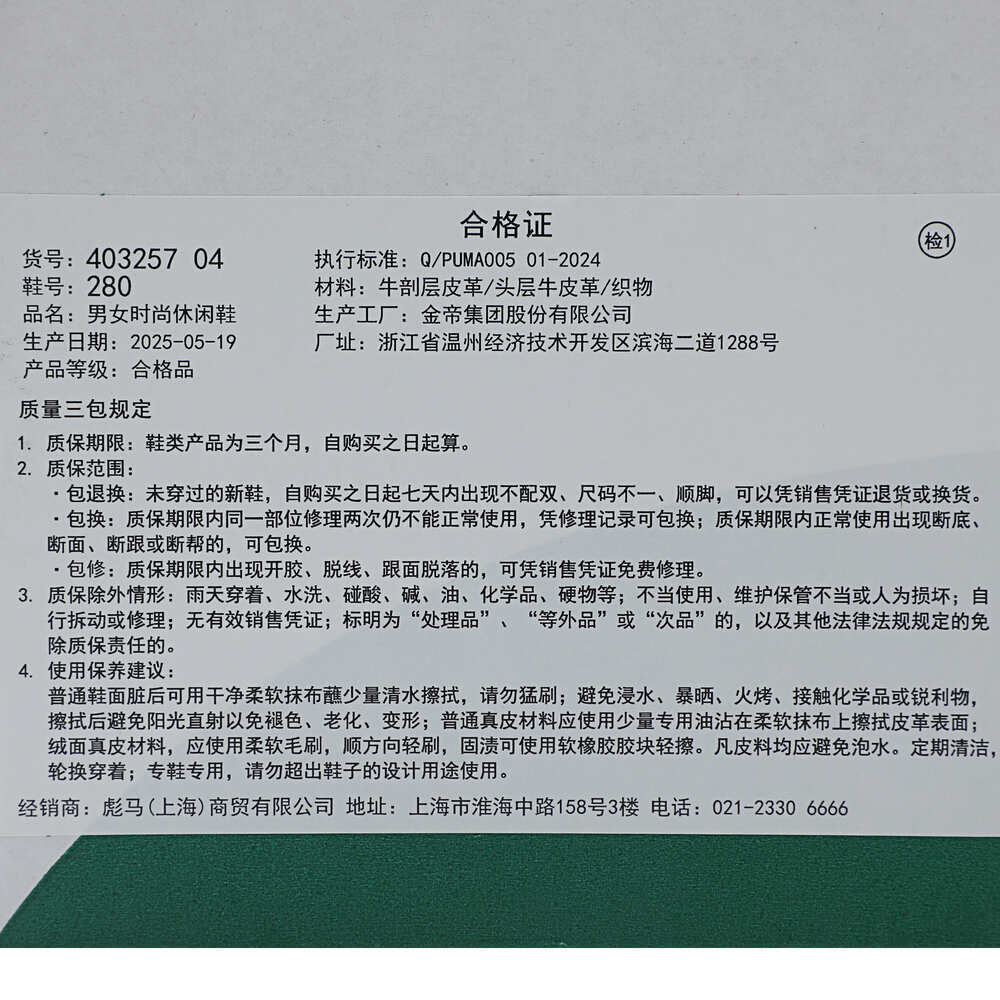 合格证
检1
货号：403257 04
执行标准：Q/PUMA005 01-2024
鞋号：280
材料：牛剖层皮革/头层牛皮革/织物
品名：男女时尚休闲鞋
生产工厂：金帝集团股份有限公司
生产日期：2025-05-19
厂址：浙江省温州经济技术开发区滨海二道1288号
产品等级：合格品
质量三包规定
1. 质保期限：鞋类产品为三个月，自购买之日起算。
2. 质保范围：
·包退换：未穿过的新鞋，自购买之日起七天内出现不配双、尺码不一、顺脚，可以凭销售凭证退货或换货。
·包换：质保期限内同一部位修理两次仍不能正常使用，凭修理记录可包换；质保期限内正常使用出现断底、
断面、断跟或断帮的，可包换。
·包修：质保期限内出现开胶、脱线、跟面脱落的，可凭销售凭证免费修理。
3. 质保除外情形：雨天穿着、水洗、碰酸、碱、油、化学品、硬物等；不当使用、维护保管不当或人为损坏；自
行拆动或修理；无有效销售凭证；标明为“处理品”、“等外品”或“次品”的，以及其他法律法规规定的免
除质保责任的。
4. 使用保养建议：
普通鞋面脏后可用干净柔软抹布蘸少量清水擦拭，请勿猛刷；避免浸水、暴晒、火烤、接触化学品或锐利物，
擦拭后避免阳光直射以免褪色、老化、变形；普通真皮材料应使用少量专用油沾在柔软抹布上擦拭皮革表面；
绒面真皮材料，应使用柔软毛刷，顺方向轻刷，固渍可使用软橡胶胶块轻擦。凡皮料均应避免泡水。定期清洁，
轮换穿着；专鞋专用，请勿超出鞋子的设计用途使用。
经销商：彪马(上海)商贸有限公司 地址：上海市淮海中路158号3楼 电话：021-2330 6666